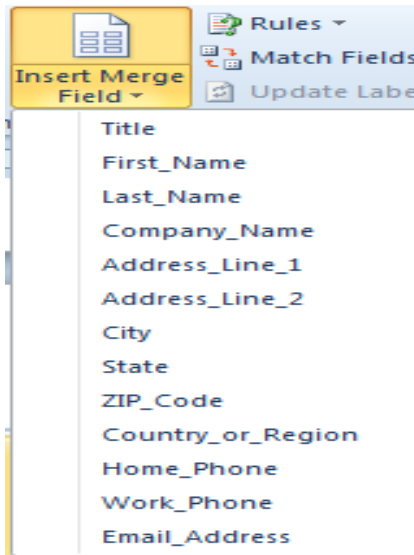 Rules
Match Fields
Insert Merge
Field
Update Labe
Title
First_Name
Last_Name
Company_Name
Address_Line_1
Address_Line_2
City
State
ZIP_Code
Country_or_Region
Home_Phone
Work_Phone
Email_Address